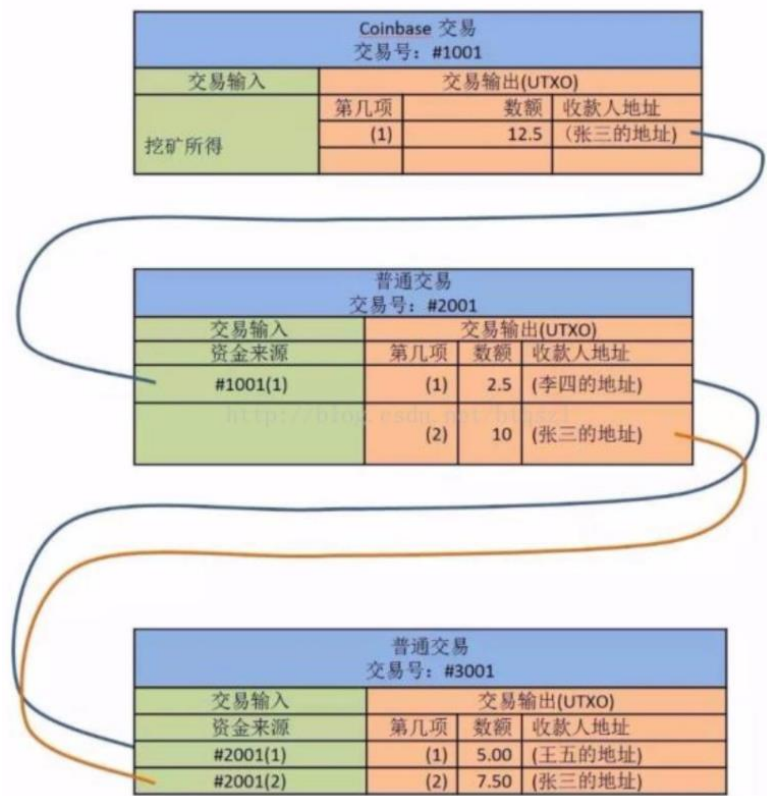 Coinbase 交易
交易号：#1001
交易输入 交易输出(UTXO)
第几项 数额 收款人地址
挖矿所得 (1) 12.5 (张三的地址)
普通交易
交易号：#2001
交易输入 交易输出(UTXO)
资金来源 第几项 数额 收款人地址
#1001(1) (1) 2.5 (李四的地址)
(2) 10 (张三的地址)
普通交易
交易号：#3001
交易输入 交易输出(UTXO)
资金来源 第几项 数额 收款人地址
#2001(1) (1) 5.00 (王五的地址)
#2001(2) (2) 7.50 (张三的地址)